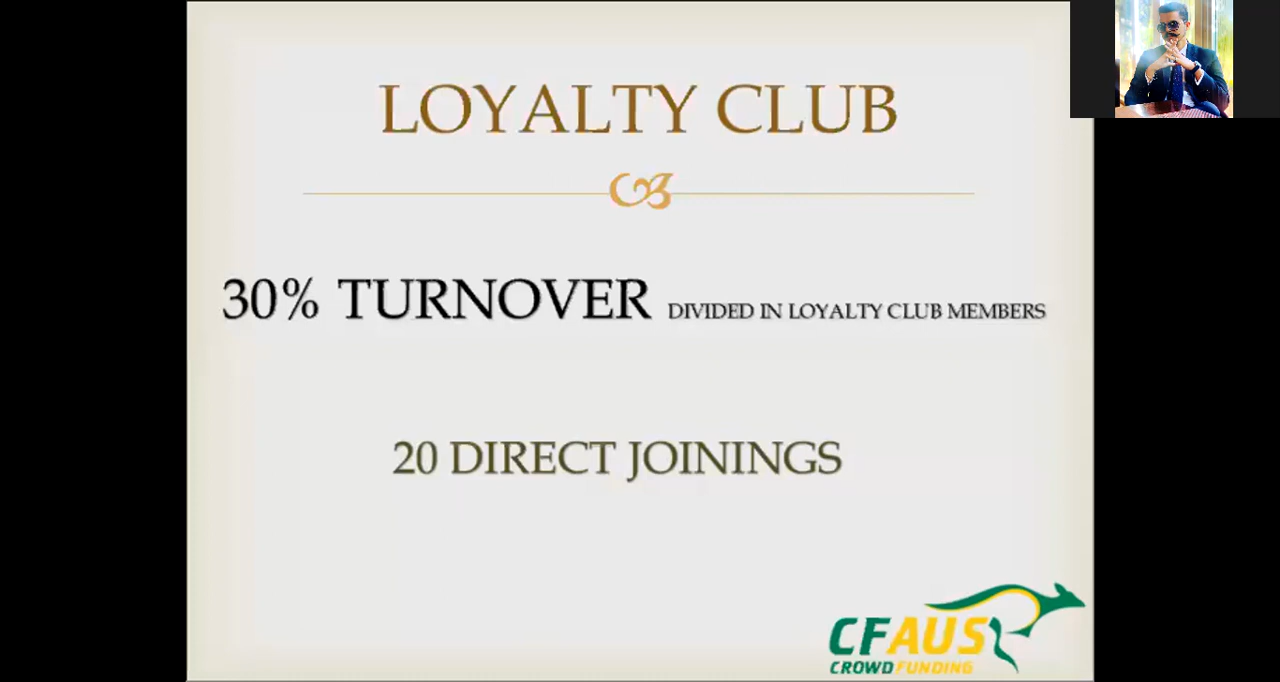 LOYALTY CLUB
30% TURNOVER DIVIDED IN LOYALTY CLUB MEMBERS
20 DIRECT JOININGS
CFAUS
CROWDFUNDING